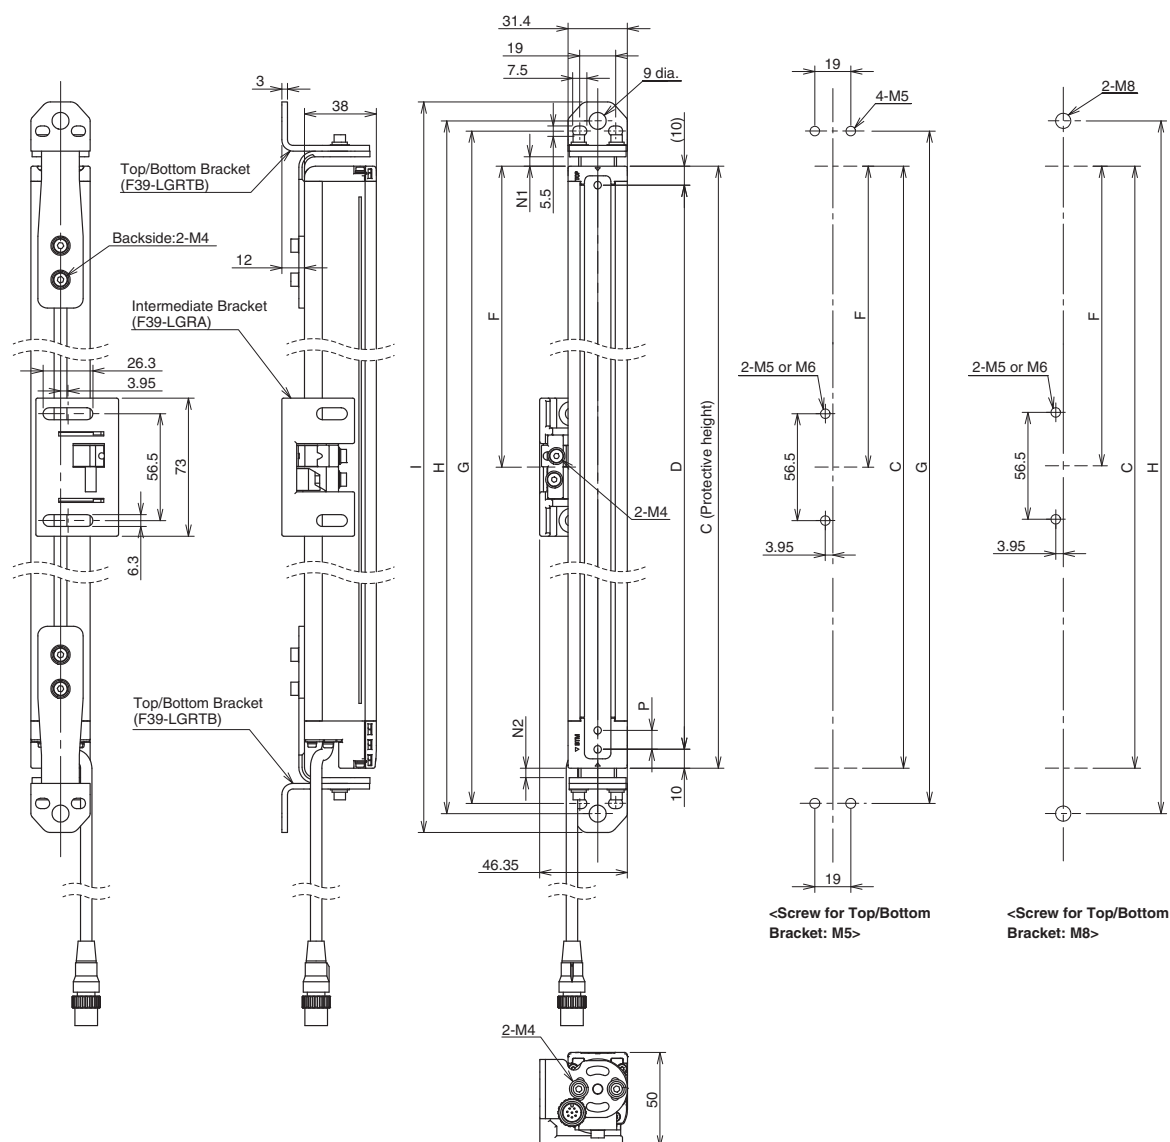 31.4
19
7.5
9 dia.
3
38
(10)
19
4-M5
2-M8
Top/Bottom Bracket
(F39-LGRTB)
N1
5.5
TOP
Backside:2-M4
12
Intermediate Bracket
(F39-LGRA)
F
F
F
26.3
3.95
2-M5 or M6
2-M5 or M6
56.5
73
I
H
G
D
C (Protective height)
56.5
C
G
56.5
C
H
2-M4
6.3
3.95
3.95
Top/Bottom Bracket
(F39-LGRTB)
N2
P
PLUG
10
46.35
19
<Screw for Top/Bottom
Bracket: M5>
<Screw for Top/Bottom
Bracket: M8>
2-M4
50